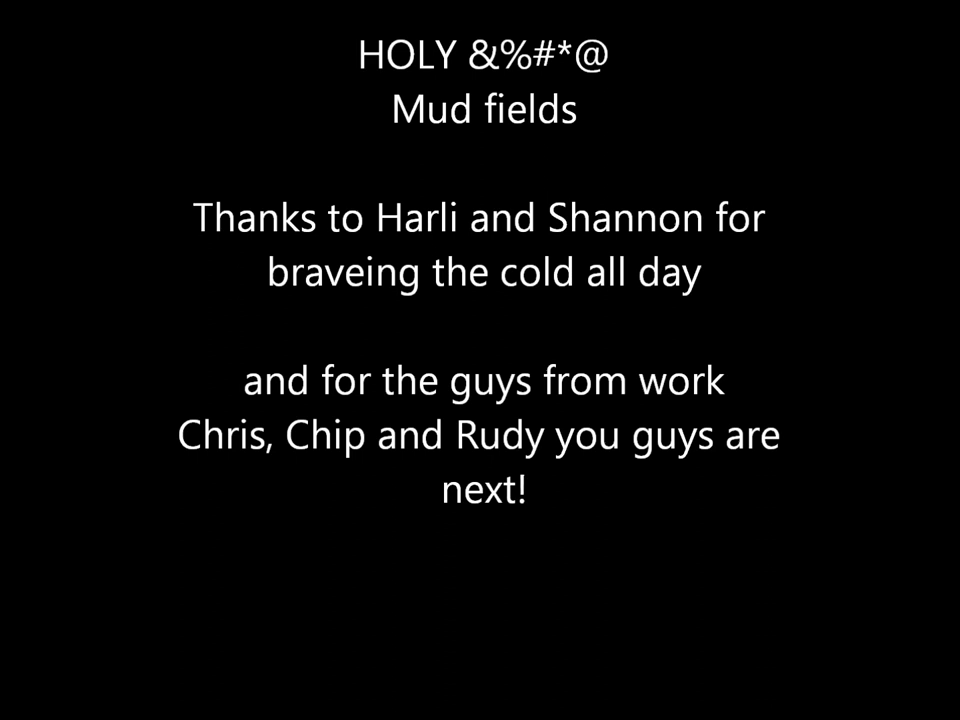 HOLY &%#*@
Mud fields
Thanks to Harli and Shannon for
braveing the cold all day
and for the guys from work
Chris, Chip and Rudy you guys are
next!